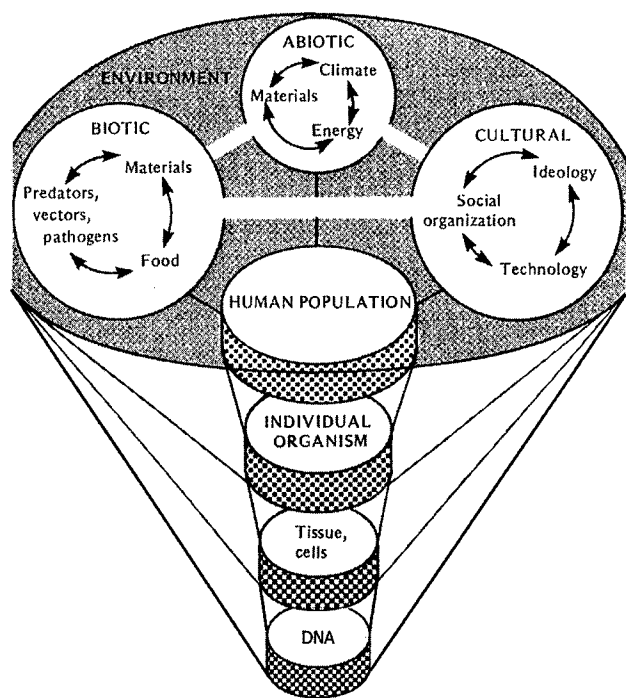 ABIOTIC
ENVIRONMENT
Climate
Materials
Energy
BIOTIC
Materials
Predators,
vectors,
pathogens
Food
CULTURAL
Ideology
Social
organization
Technology
HUMAN POPULATION
INDIVIDUAL
ORGANISM
Tissue,
cells
DNA